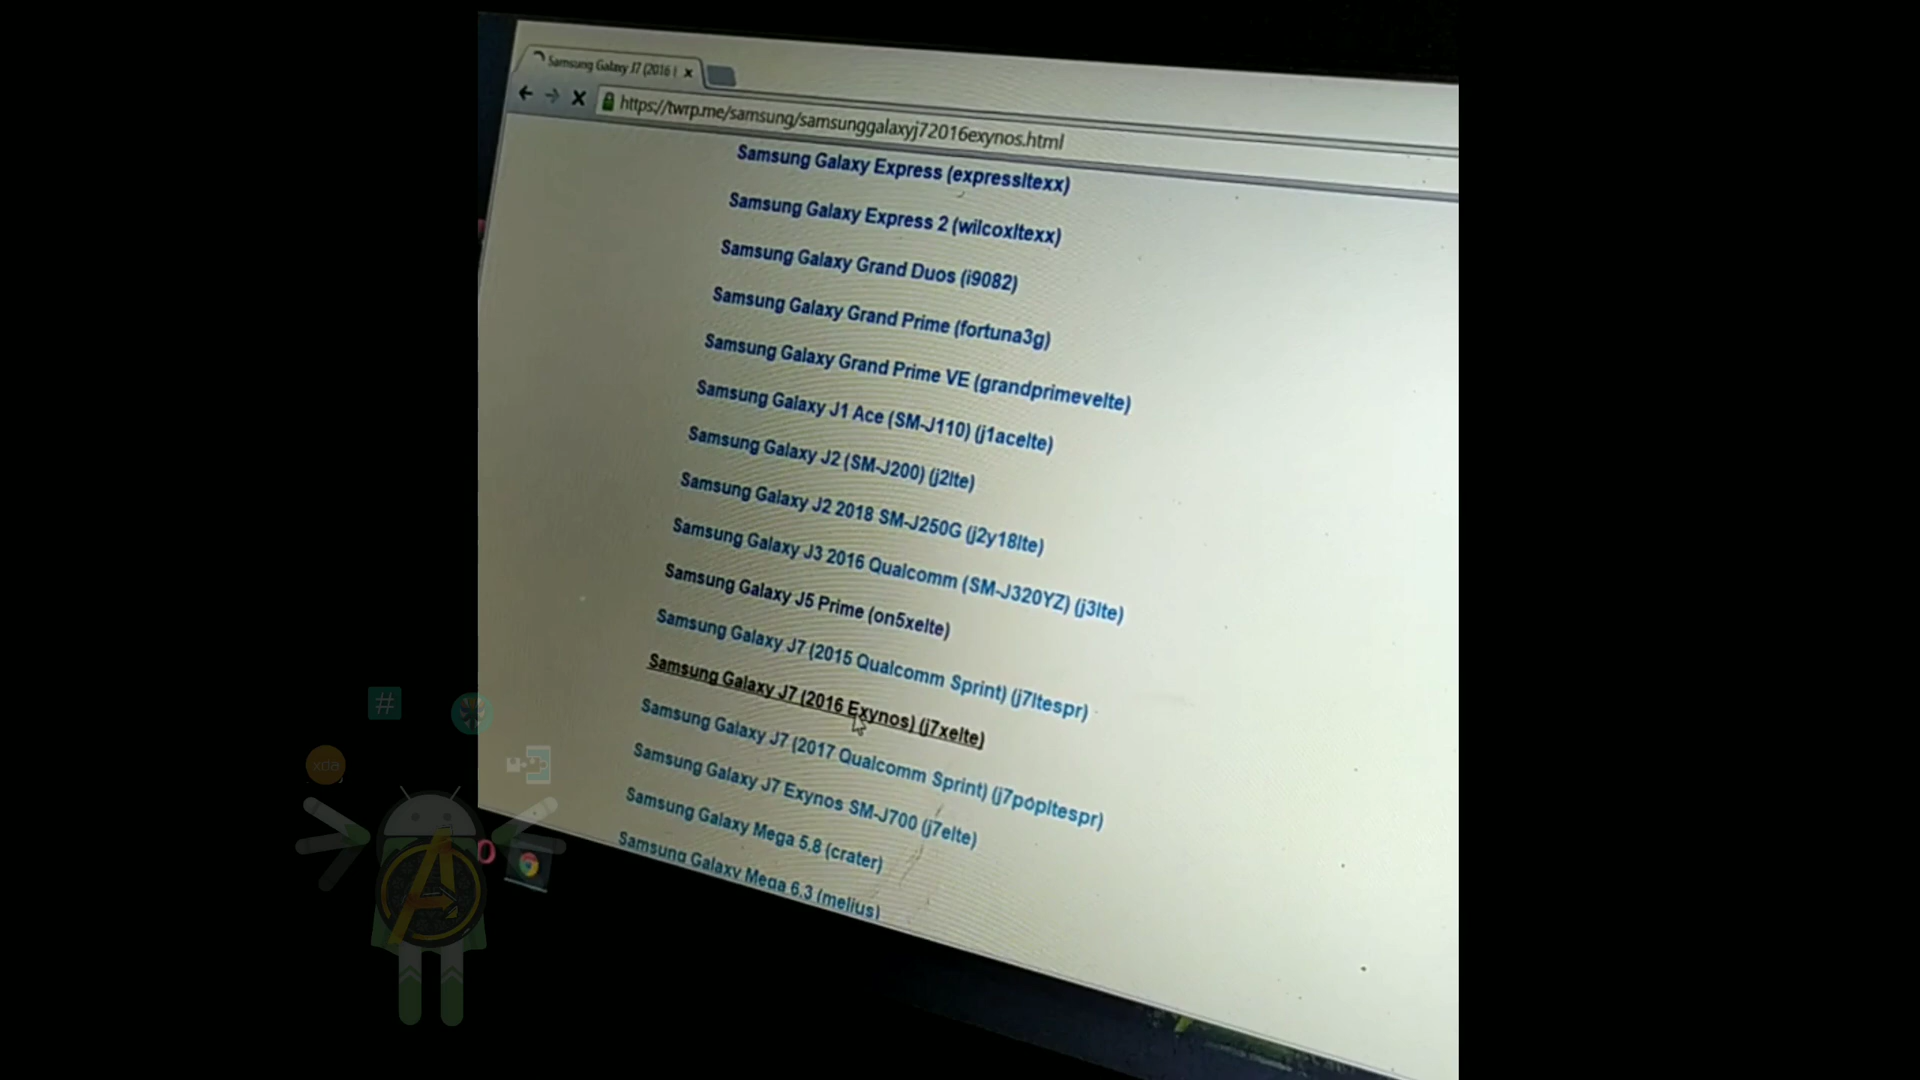 Samsung Galaxy J7 (2016 |
https://twrp.me/samsung/samsunggalaxyj72016exynos.html
Samsung Galaxy Express (expressltexx)
Samsung Galaxy Express 2 (wilcoxltexx)
Samsung Galaxy Grand Duos (i9082)
Samsung Galaxy Grand Prime (fortuna3g)
Samsung Galaxy Grand Prime VE (grandprimevelte)
Samsung Galaxy J1 Ace (SM-J110) (j1acelte)
Samsung Galaxy J2 (SM-J200) (j2lte)
Samsung Galaxy J2 2018 SM-J250G (j2y18lte)
Samsung Galaxy J3 2016 Qualcomm (SM-J320YZ) (j3lte)
Samsung Galaxy J5 Prime (on5xelte)
Samsung Galaxy J7 (2015 Qualcomm Sprint) (j7ltespr)
Samsung Galaxy J7 (2016 Exynos) (j7xelte)
Samsung Galaxy J7 (2017 Qualcomm Sprint) (j7popltespr)
Samsung Galaxy J7 Exynos SM-J700 (j7elte)
Samsung Galaxy Mega 5.8 (crater)
Samsung Galaxy Mega 6.3 (melius)
#
xda
A